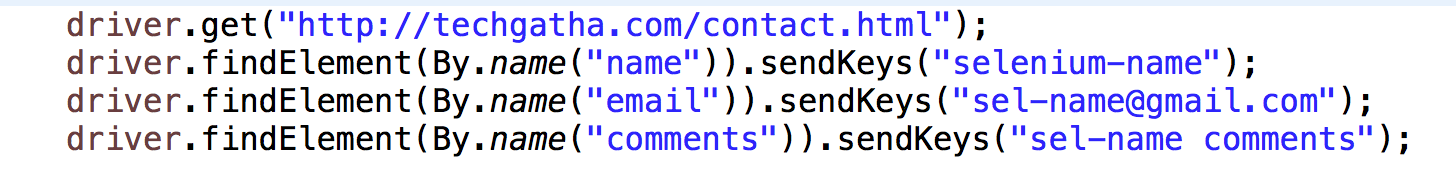 driver.get("http://techgatha.com/contact.html");
driver.findElement(By.name("name")).sendKeys("selenium-name");
driver.findElement(By.name("email")).sendKeys("sel-name@gmail.com");
driver.findElement(By.name("comments")).sendKeys("sel-name comments");